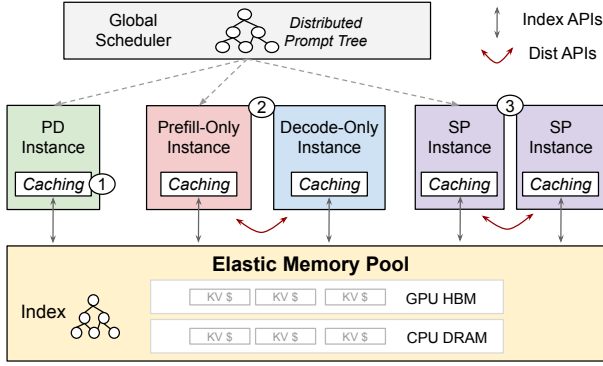 Global
Scheduler
Distributed
Prompt Tree
Index APIs
Dist APIs
PD
Instance
Caching
1
Prefill-Only
Instance
Caching
2
Decode-Only
Instance
Caching
SP
Instance
Caching
3
SP
Instance
Caching
Elastic Memory Pool
Index
KV $ KV $ KV $ GPU HBM
KV $ KV $ KV $ CPU DRAM